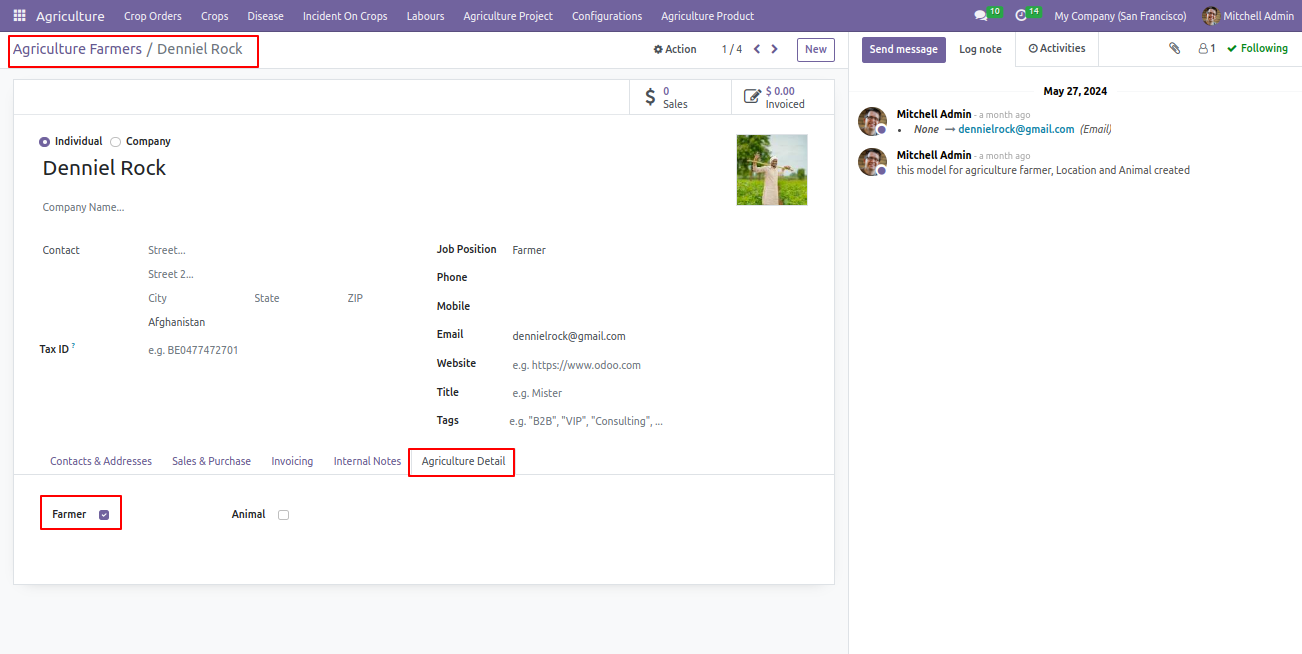 Agriculture Crop Orders Crops Disease Incident On Crops Labours Agriculture Project Configurations Agriculture Product 10 14 My Company (San Francisco) Mitchell Admin
Agriculture Farmers / Denniel Rock Action 1 / 4 New
0
Sales
$ 0.00
Invoiced
Individual Company
Denniel Rock
Company Name...
Contact Street...
Street 2...
City State ZIP
Afghanistan
Tax ID ? e.g. BE0477472701
Job Position Farmer
Phone
Mobile
Email dennielrock@gmail.com
Website e.g. https://www.odoo.com
Title e.g. Mister
Tags e.g. "B2B", "VIP", "Consulting", ...
Contacts & Addresses Sales & Purchase Invoicing Internal Notes Agriculture Detail
Farmer Animal
Send message Log note Activities 1 Following
May 27, 2024
Mitchell Admin - a month ago
• None → dennielrock@gmail.com (Email)
Mitchell Admin - a month ago
this model for agriculture farmer, Location and Animal created